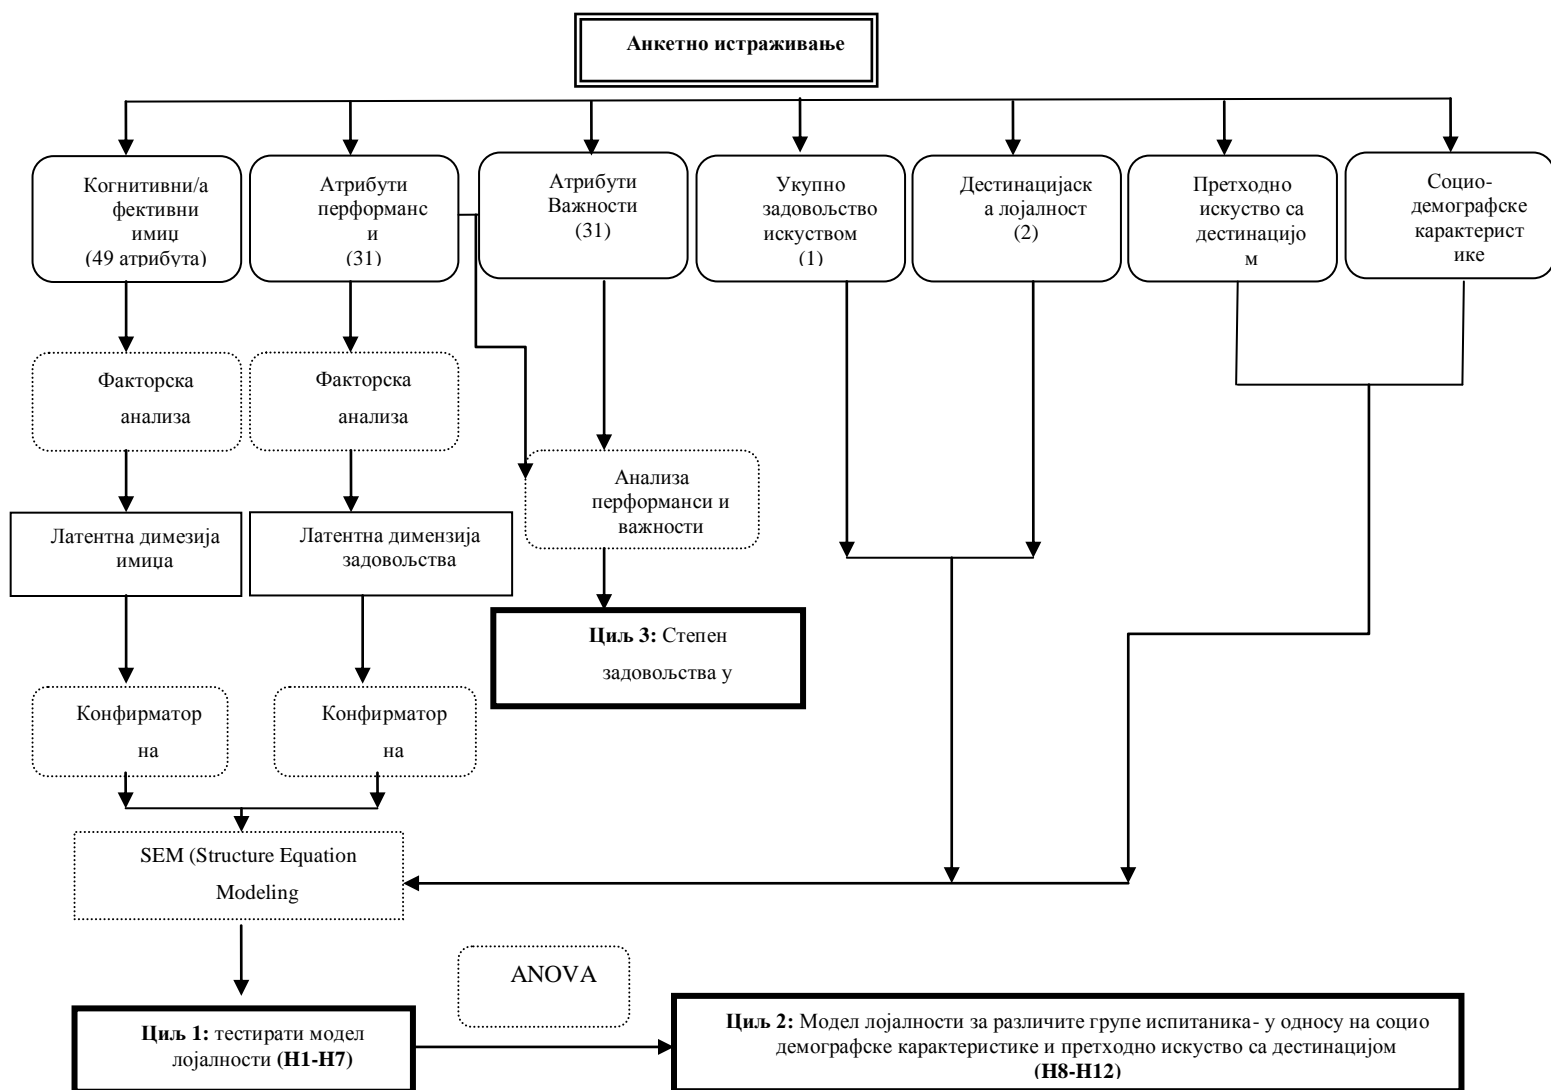 Анкетно истраживање
Когнитивни/а
фективни
имиџ
(49 атрибута)
Атрибути
перформанс
и
(31)
Атрибути
Важности
(31)
Укупно
задовољство
искуством
(1)
Дестинацијаск
а лојалност
(2)
Претходно
искуство са
дестинацијо
м
Социо-
демографске
карактерист
ике
Факторска
анализа
Факторска
анализа
Анализа
перформанси и
важности
Латентна димезија
имиџа
Латентна димензија
задовољства
Циљ 3: Степен
задовољства у
Конфирматор
на
Конфирматор
на
SEM (Structure Equation
Modeling
ANOVA
Циљ 1: тестирати модел
лојалности (H1-H7)
Циљ 2: Модел лојалности за различите групе испитаника- у односу на социо
демографске карактеристике и претходно искуство са дестинацијом
(H8-H12)